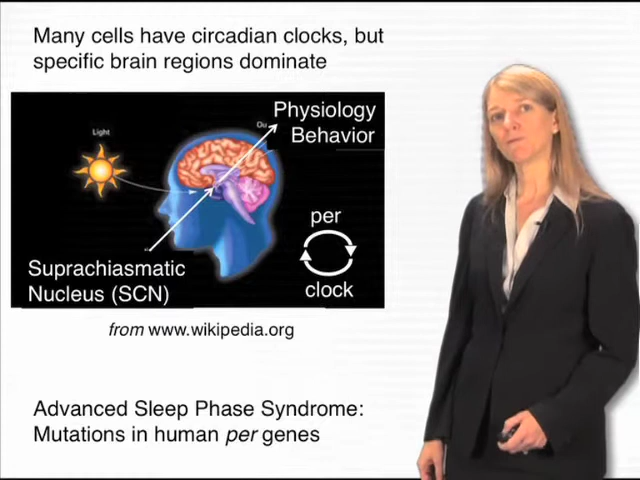 Many cells have circadian clocks, but
specific brain regions dominate
Light
Physiology
Behavior
per
clock
Suprachiasmatic
Nucleus (SCN)
from www.wikipedia.org
Advanced Sleep Phase Syndrome:
Mutations in human per genes